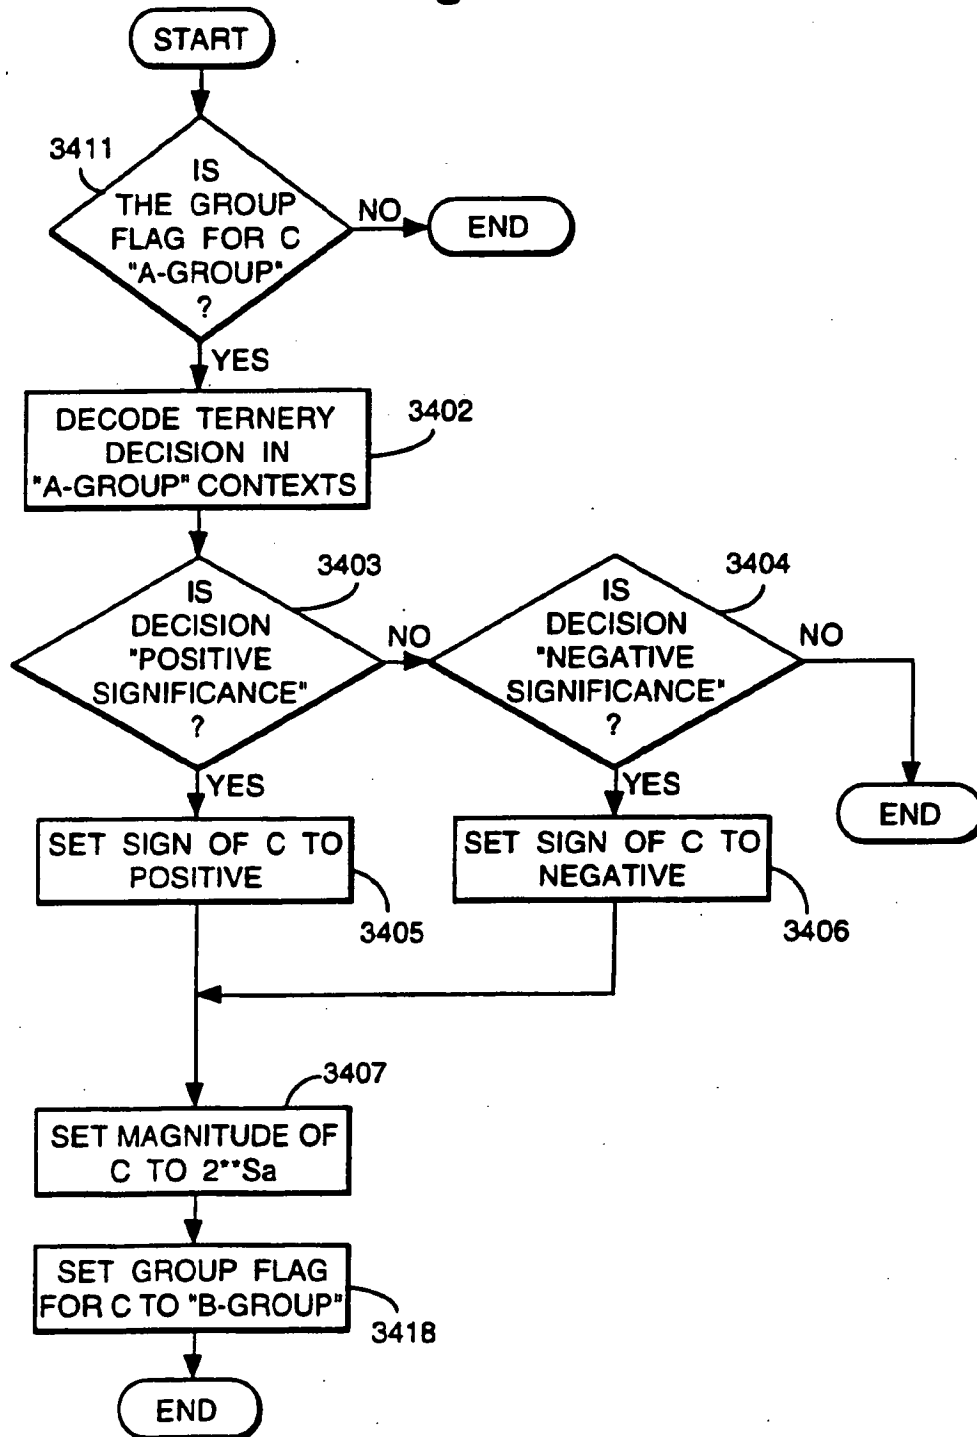 START
3411
IS
THE GROUP
FLAG FOR C
"A-GROUP"
?
NO
END
YES
DECODE TERNERY
DECISION IN
"A-GROUP" CONTEXTS
3402
3403
IS
DECISION
"POSITIVE
SIGNIFICANCE"
?
NO
3404
IS
DECISION
"NEGATIVE
SIGNIFICANCE"
?
NO
END
YES
YES
SET SIGN OF C TO
POSITIVE
3405
SET SIGN OF C TO
NEGATIVE
3406
3407
SET MAGNITUDE OF
C TO 2**Sa
SET GROUP FLAG
FOR C TO "B-GROUP"
3418
END